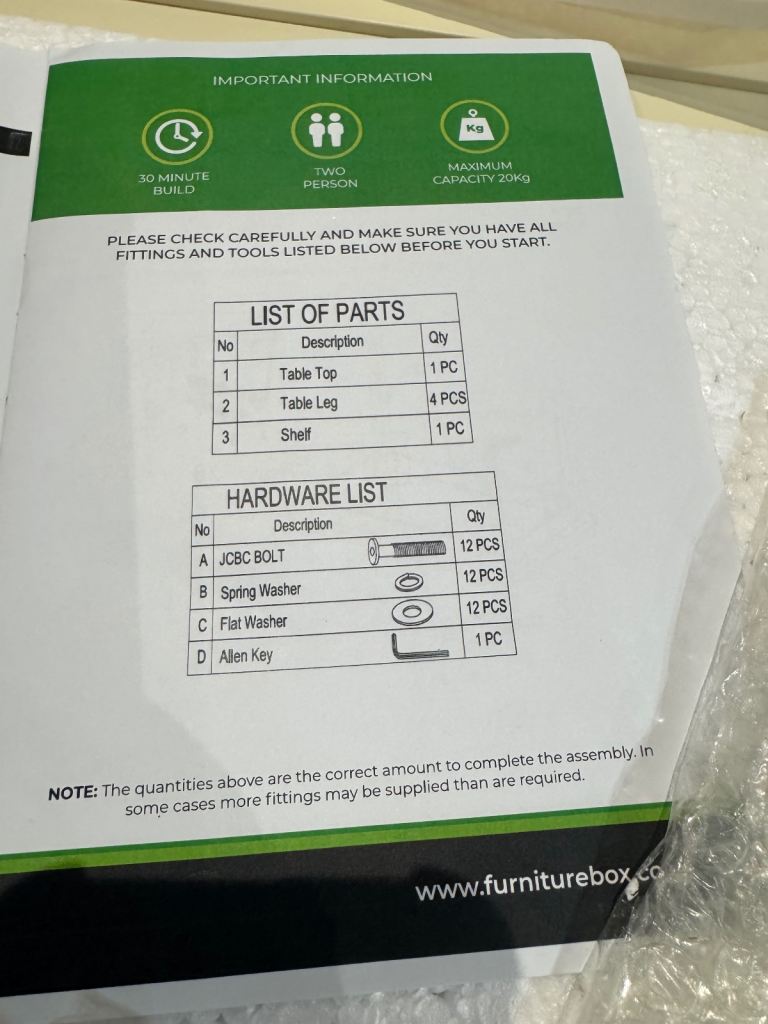 IMPORTANT INFORMATION
Kg
30 MINUTE
BUILD
TWO
PERSON
MAXIMUM
CAPACITY 20Kg
PLEASE CHECK CAREFULLY AND MAKE SURE YOU HAVE ALL
FITTINGS AND TOOLS LISTED BELOW BEFORE YOU START.
LIST OF PARTS
No Description Qty
1 Table Top 1 PC
2 Table Leg 4 PCS
3 Shelf 1 PC
HARDWARE LIST
No Description Qty
A JCBC BOLT 12 PCS
B Spring Washer 12 PCS
C Flat Washer 12 PCS
D Allen Key 1 PC
NOTE: The quantities above are the correct amount to complete the assembly. In
some cases more fittings may be supplied than are required.
www.furniturebox.co